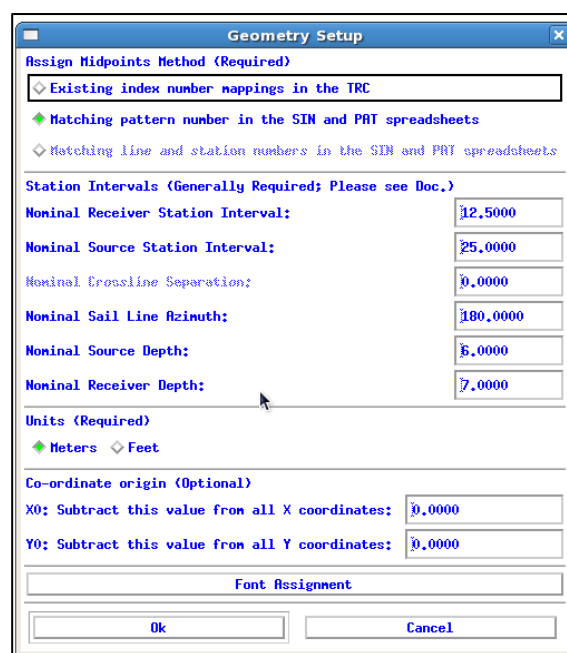 Geometry Setup
Assign Midpoints Method (Required)
Existing index number mappings in the TRC
Matching pattern number in the SIN and PAT spreadsheets
Matching line and station numbers in the SIN and PAT spreadsheets
Station Intervals (Generally Required; Please see Doc.)
Nominal Receiver Station Interval: 12.5000
Nominal Source Station Interval: 25.0000
Nominal Crossline Separation: 0.0000
Nominal Sail Line Azimuth: 180.0000
Nominal Source Depth: 6.0000
Nominal Receiver Depth: 7.0000
Units (Required)
Meters Feet
Co-ordinate origin (Optional)
X0: Subtract this value from all X coordinates: 0.0000
Y0: Subtract this value from all Y coordinates: 0.0000
Font Assignment
Ok Cancel